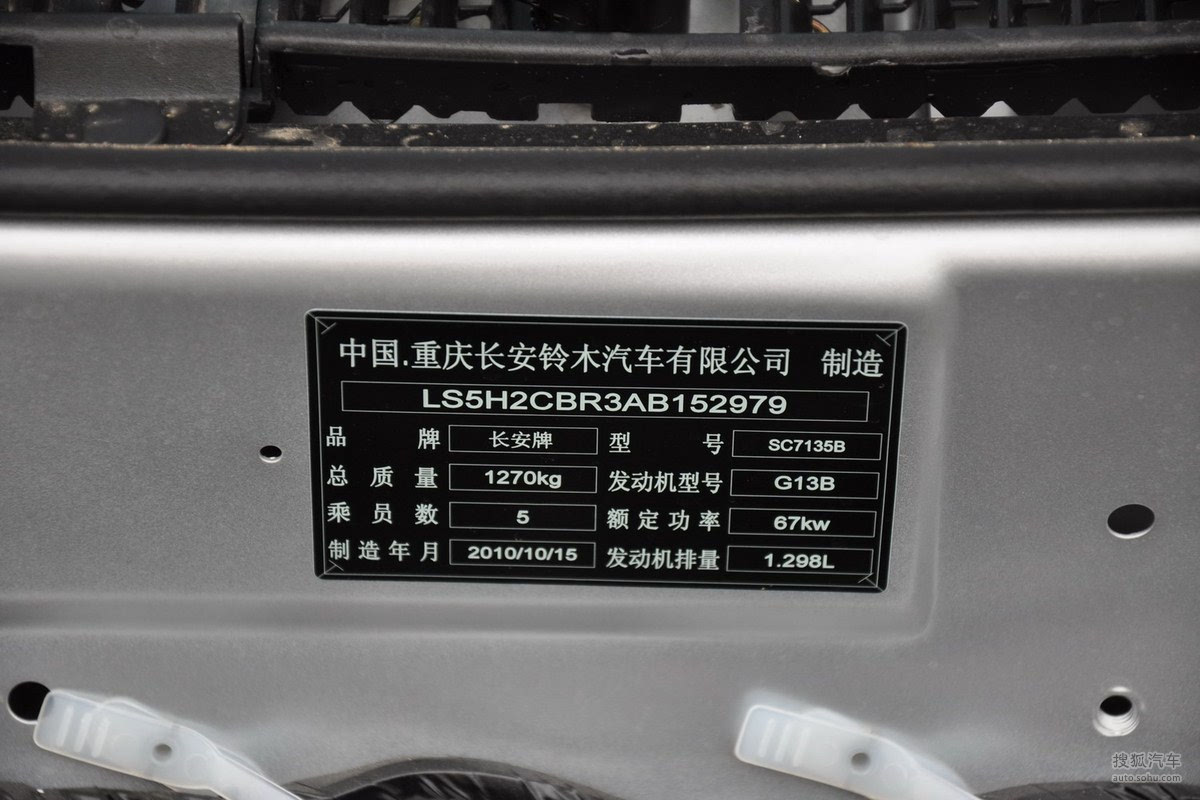 中国.重庆长安铃木汽车有限公司 制造
LS5H2CBR3AB152979
品牌 长安牌 型号 SC7135B
总质量 1270kg 发动机型号 G13B
乘员数 5 额定功率 67kw
制造年月 2010/10/15 发动机排量 1.298L
搜狐汽车
auto.sohu.com